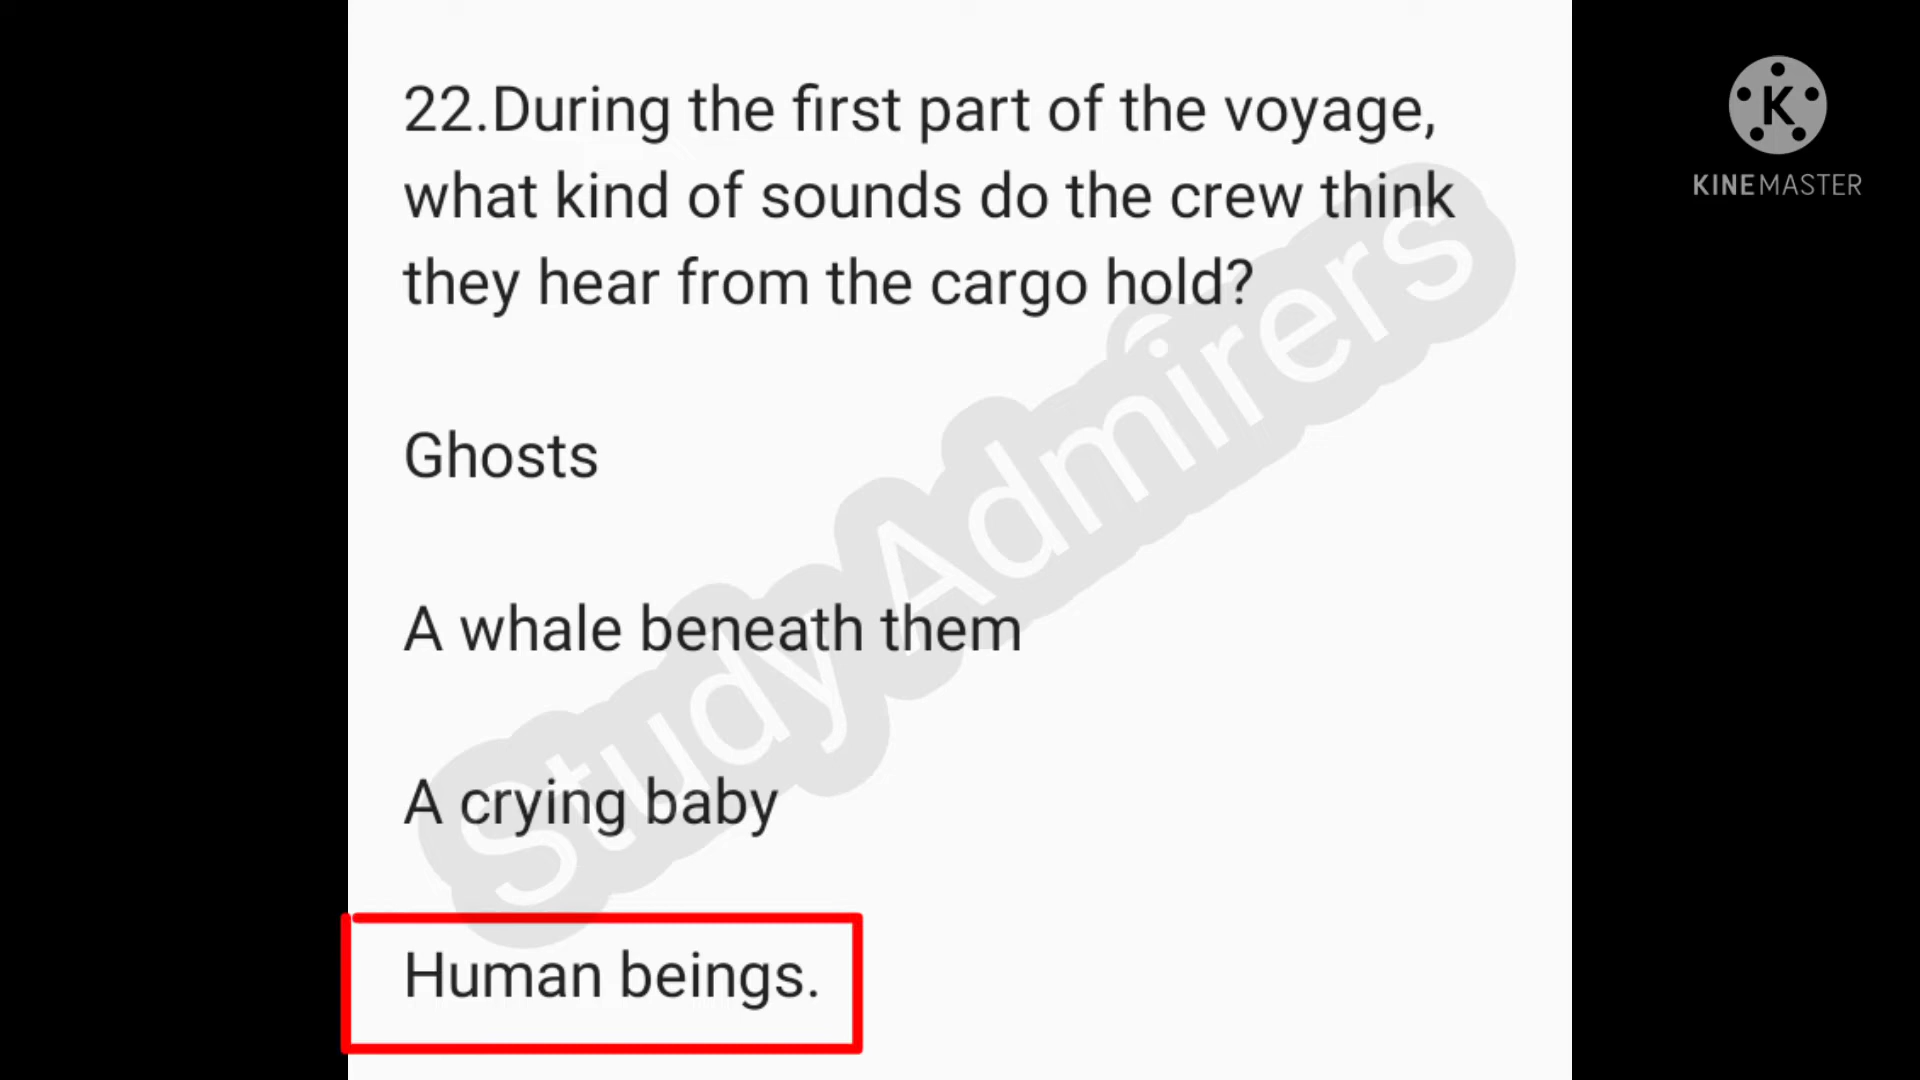 22.During the first part of the voyage,
what kind of sounds do the crew think
they hear from the cargo hold?
Ghosts
A whale beneath them
A crying baby
Human beings.
Study Admirers
K
KINEMASTER